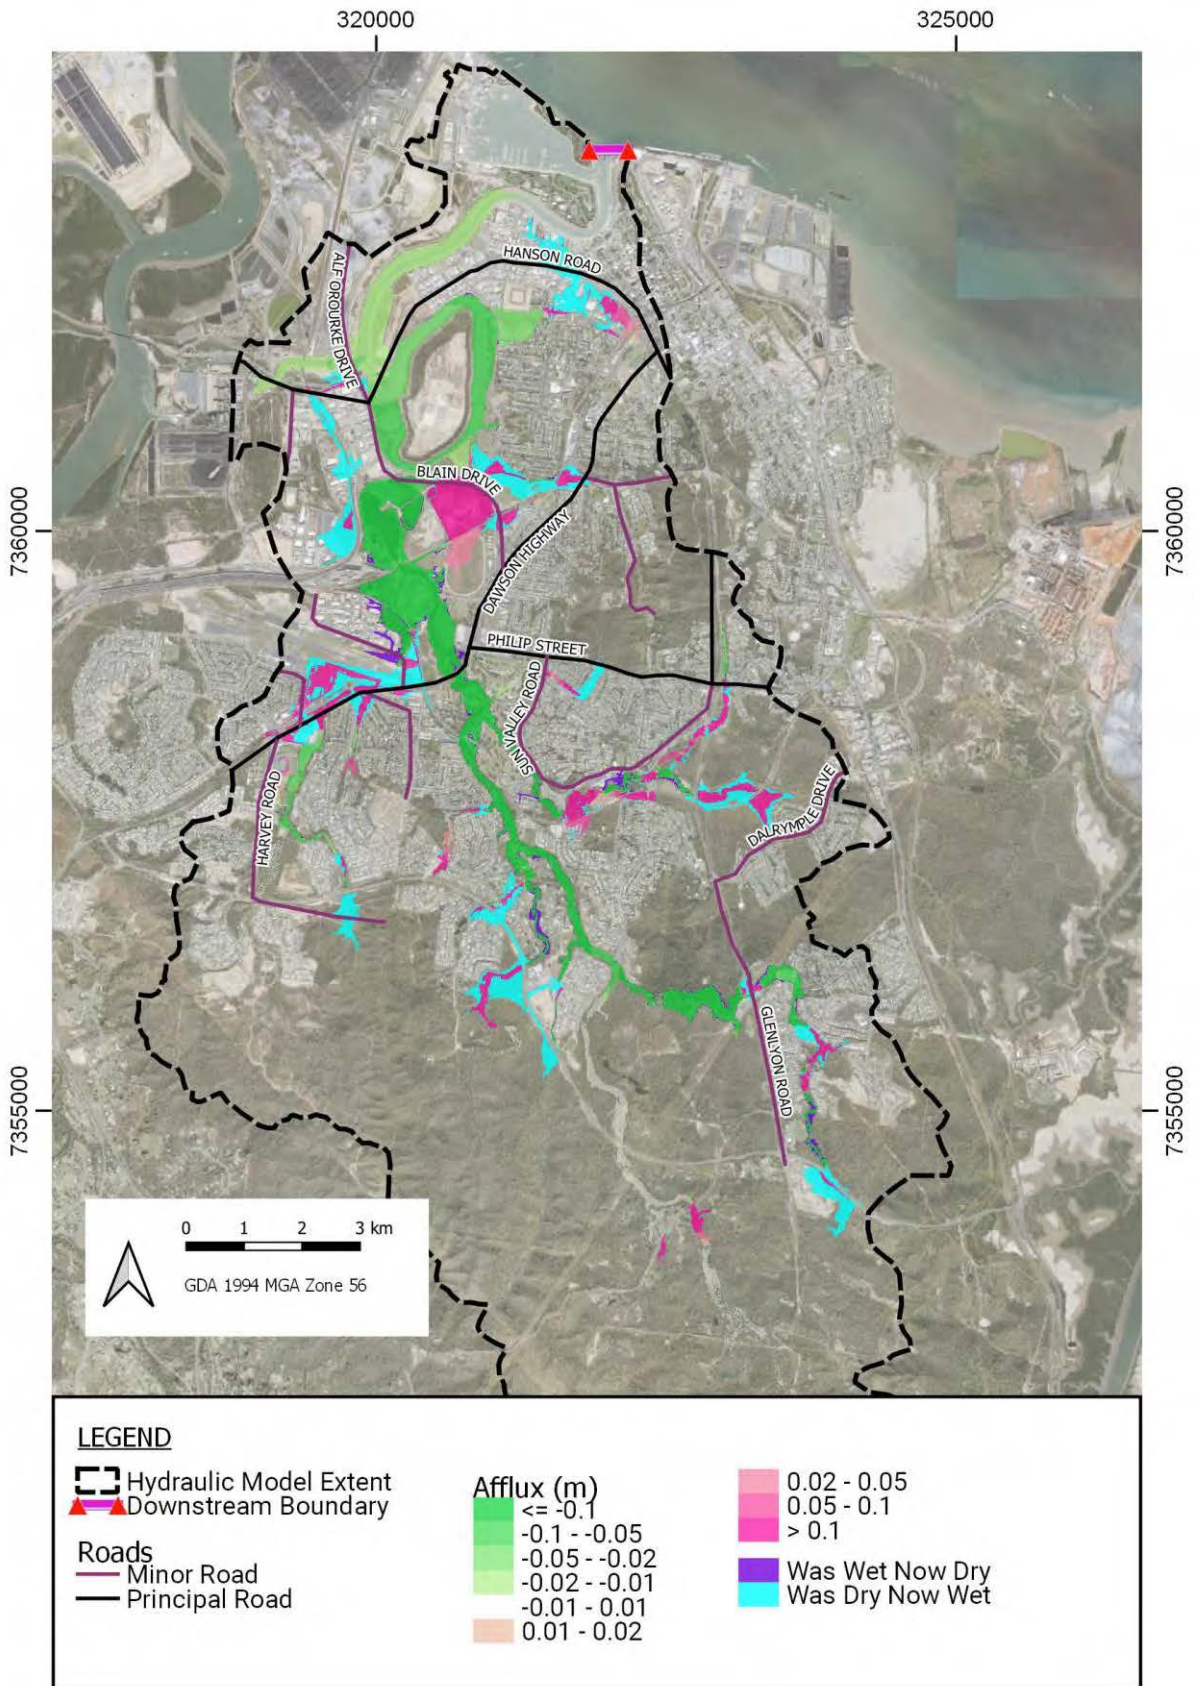 320000
325000
HANSON ROAD
ALF OROURKE DRIVE
BLAIN DRIVE
7360000
7360000
DAWSON HIGHWAY
PHILIP STREET
SUN VALLEY ROAD
HARVEY ROAD
DALRYMPLE DRIVE
GLENLYON ROAD
7355000
7355000
0 1 2 3 km
GDA 1994 MGA Zone 56
LEGEND
Hydraulic Model Extent
Downstream Boundary
Roads
Minor Road
Principal Road
Afflux (m)
<= -0.1
-0.1 - -0.05
-0.05 - -0.02
-0.02 - -0.01
-0.01 - 0.01
0.01 - 0.02
0.02 - 0.05
0.05 - 0.1
> 0.1
Was Wet Now Dry
Was Dry Now Wet